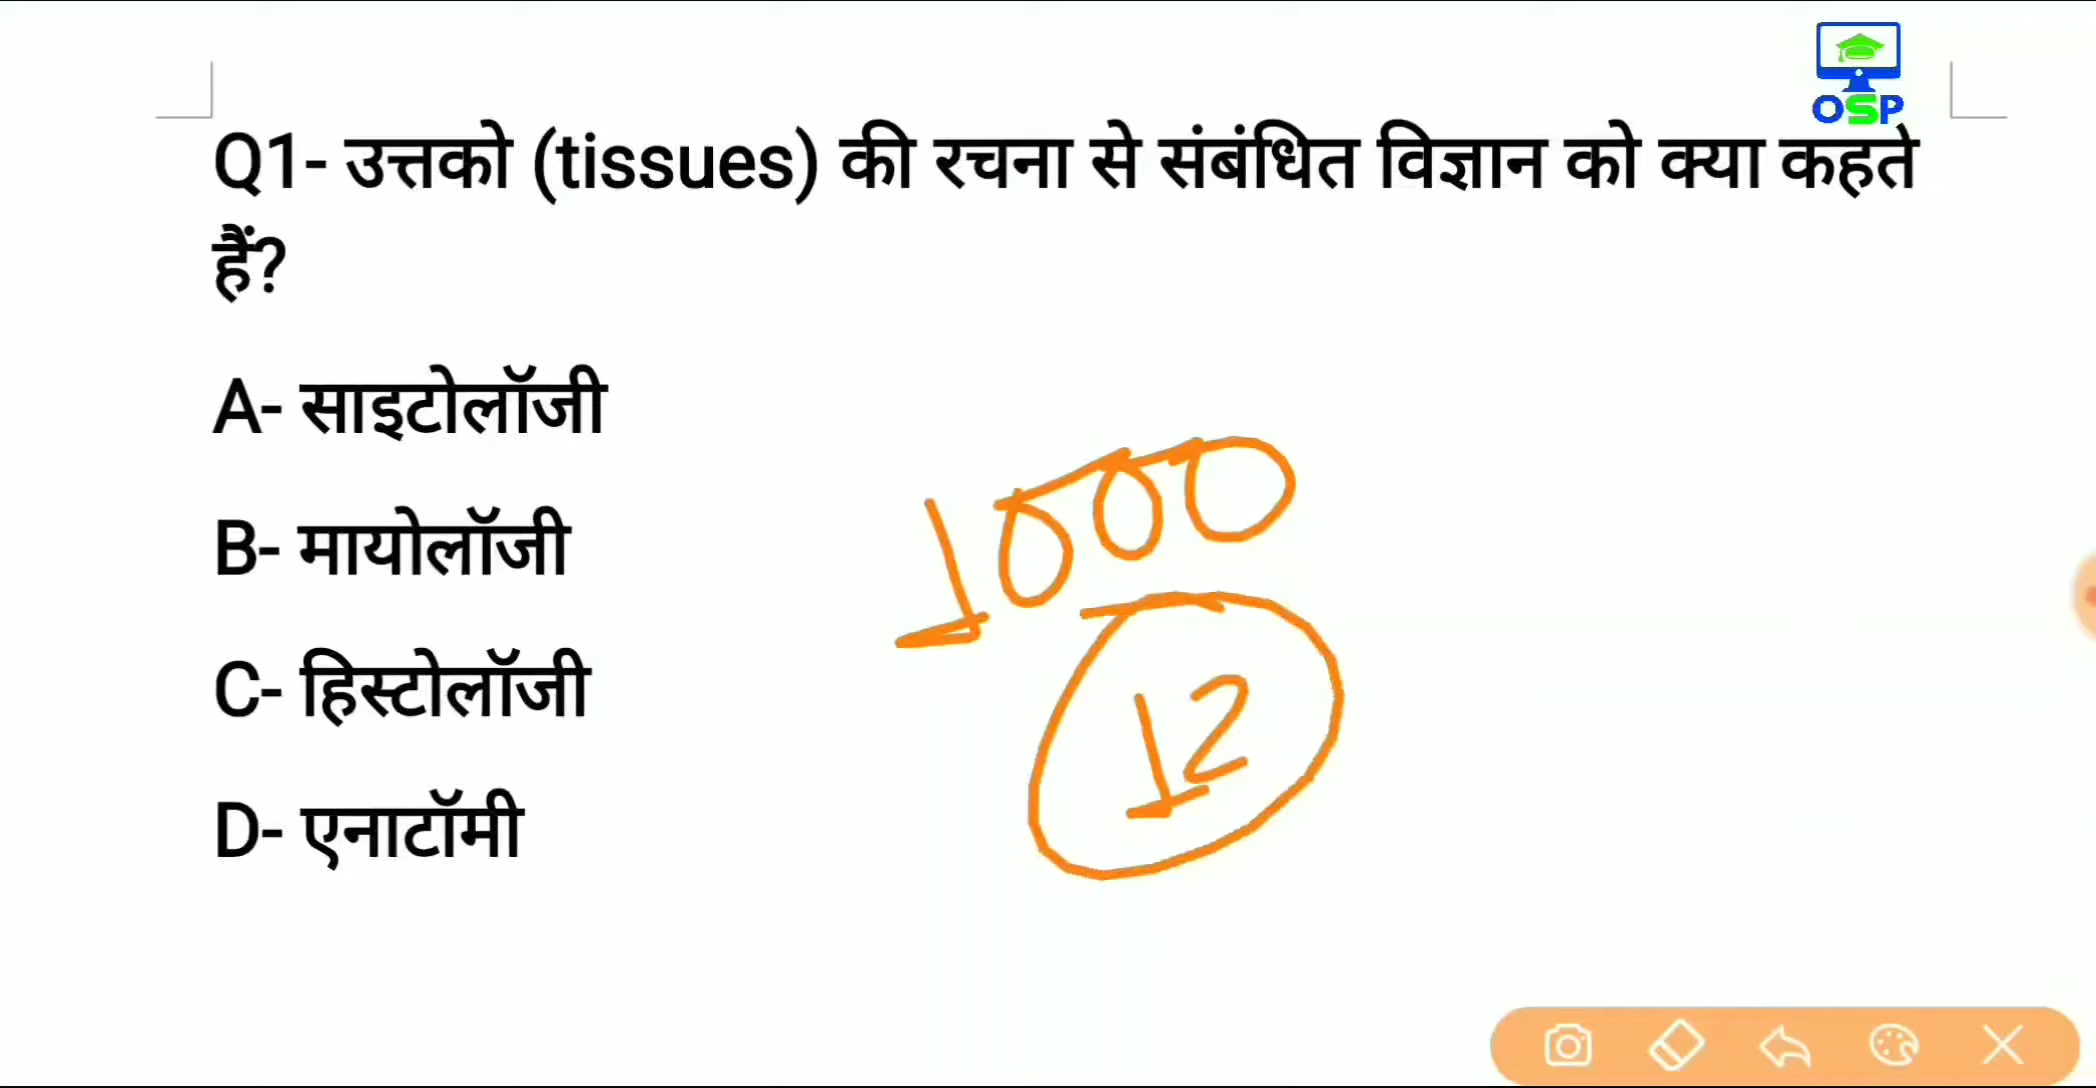 OSP
Q1- उत्तको (tissues) की रचना से संबंधित विज्ञान को क्या कहते
हैं?
A- साइटोलॉजी
B- मायोलॉजी
C- हिस्टोलॉजी
D- एनाटॉमी
1000
12